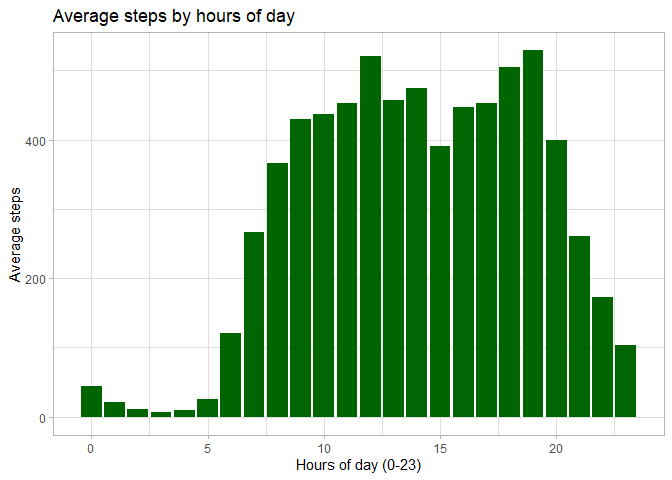 Average steps by hours of day
Average steps
400
200
0
0 5 10 15 20
Hours of day (0-23)